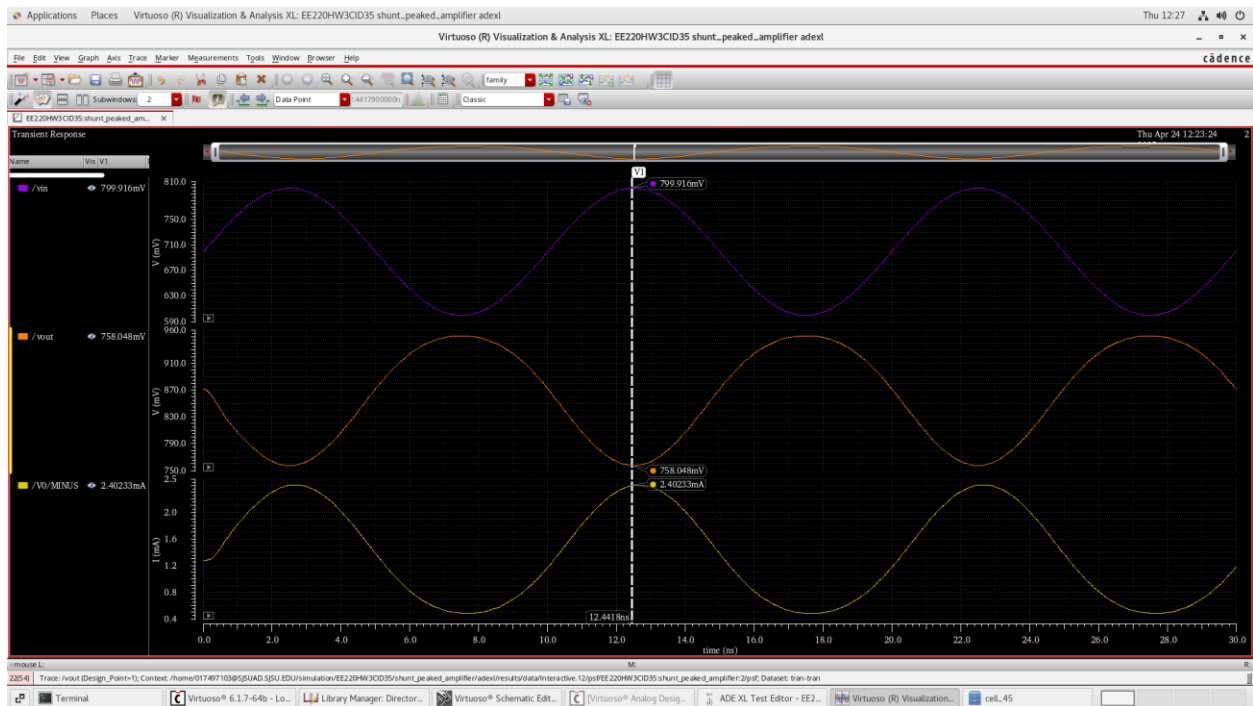 Applications Places Virtuoso (R) Visualization & Analysis XL: EE220HW3CID35 shunt_peaked_amplifier adexl Thu 12:27
Virtuoso (R) Visualization & Analysis XL: EE220HW3CID35 shunt_peaked_amplifier adexl
File Edit View Graph Axis Trace Marker Measurements Tools Window Browser Help cādence
family
Subwindows: 2 Data Point Classic
EE220HW3CID35:shunt_peaked_am...
Transient Response Thu Apr 24 12:23:24 2
Name Vis V1
V1
/vin 799.916mV 810.0 799.916mV
750.0
V (mV) 710.0
670.0
630.0
590.0
960.0
/vout 758.048mV
910.0
V (mV) 870.0
830.0
790.0
750.0 758.048mV
/V0/MINUS 2.40233mA 2.5 2.40233mA
2.0
I (mA) 1.6
1.2
0.8
0.4 12.4418ns
0.0 2.0 4.0 6.0 8.0 10.0 12.0 14.0 16.0 18.0 20.0 22.0 24.0 26.0 28.0 30.0
time (ns)
mouse L: M: R:
22(54) Trace: /vout (Design_Point=1); Context: /home/017497103@SJSUAD.SJSU.EDU/simulation/EE220HW3CID35/shunt_peaked_amplifier/adexl/results/data/Interactive.12/psf/EE220HW3CID35:shunt_peaked_amplifier:2/psf; Dataset: tran-tran
Terminal Virtuoso® 6.1.7-64b - Lo... Library Manager: Director... Virtuoso® Schematic Edit... [Virtuoso® Analog Desig... ADE XL Test Editor - EE2... Virtuoso (R) Visualization... cell_45